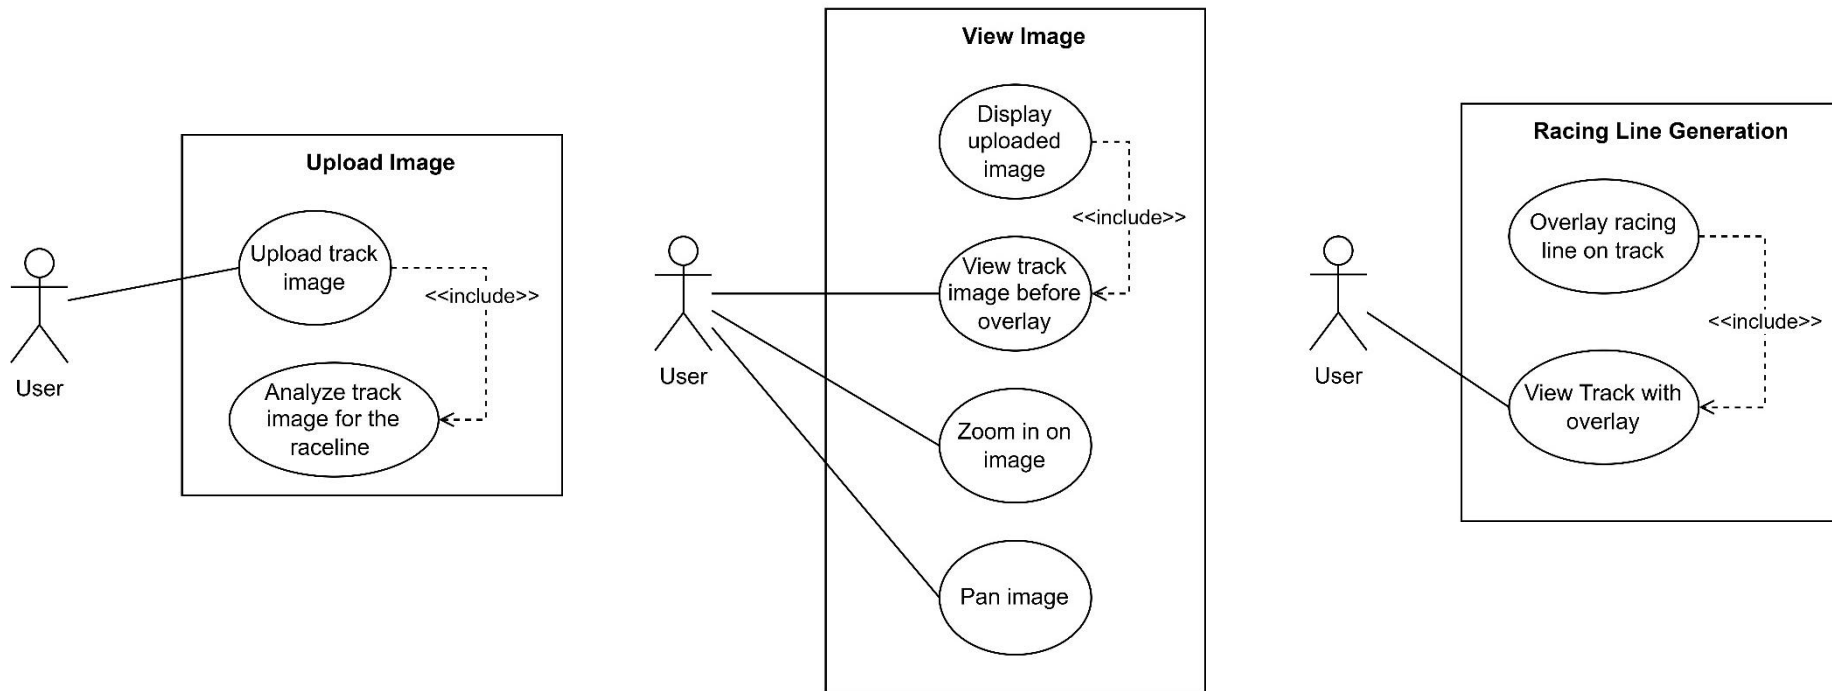 Upload Image
Upload track
image
<<include>>
Analyze track
image for the
raceline
User
View Image
Display
uploaded
image
<<include>>
View track
image before
overlay
User
Zoom in on
image
Pan image
Racing Line Generation
Overlay racing
line on track
<<include>>
User
View Track with
overlay